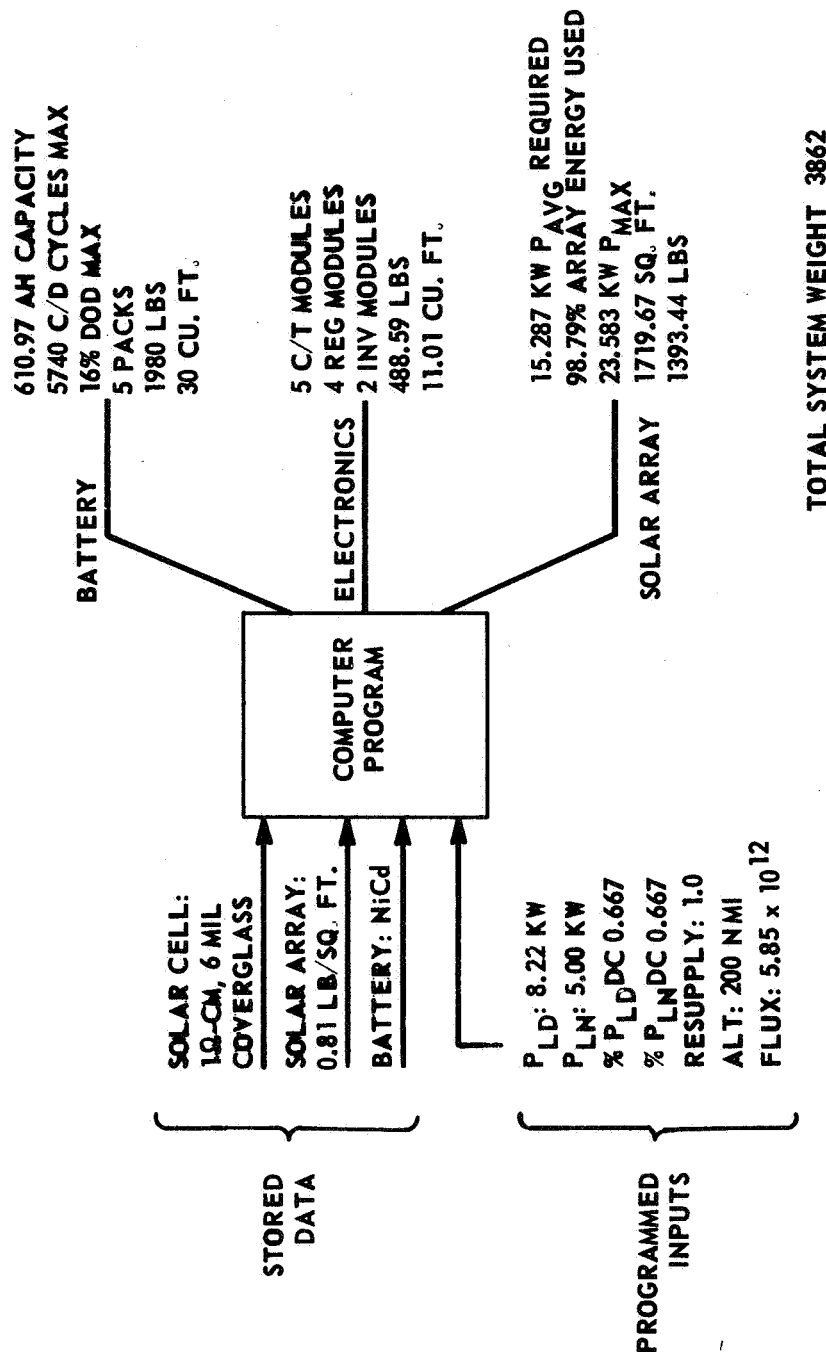 STORED
DATA
SOLAR CELL:
1Ω-CM, 6 MIL
COVERGLASS
SOLAR ARRAY:
0.81 LB/SQ. FT.
BATTERY: NiCd
PROGRAMMED
INPUTS
P_LD: 8.22 KW
P_LN: 5.00 KW
% P_LD DC 0.667
% P_LN DC 0.667
RESUPPLY: 1.0
ALT: 200 NMI
FLUX: 5.85 x 10^12
COMPUTER
PROGRAM
BATTERY
610.97 AH CAPACITY
5740 C/D CYCLES MAX
16% DOD MAX
5 PACKS
1980 LBS
30 CU. FT.
ELECTRONICS
5 C/T MODULES
4 REG MODULES
2 INV MODULES
488.59 LBS
11.01 CU. FT.
SOLAR ARRAY
15.287 KW P_AVG REQUIRED
98.79% ARRAY ENERGY USED
23.583 KW P_MAX
1719.67 SQ. FT.
1393.44 LBS
TOTAL SYSTEM WEIGHT 3862